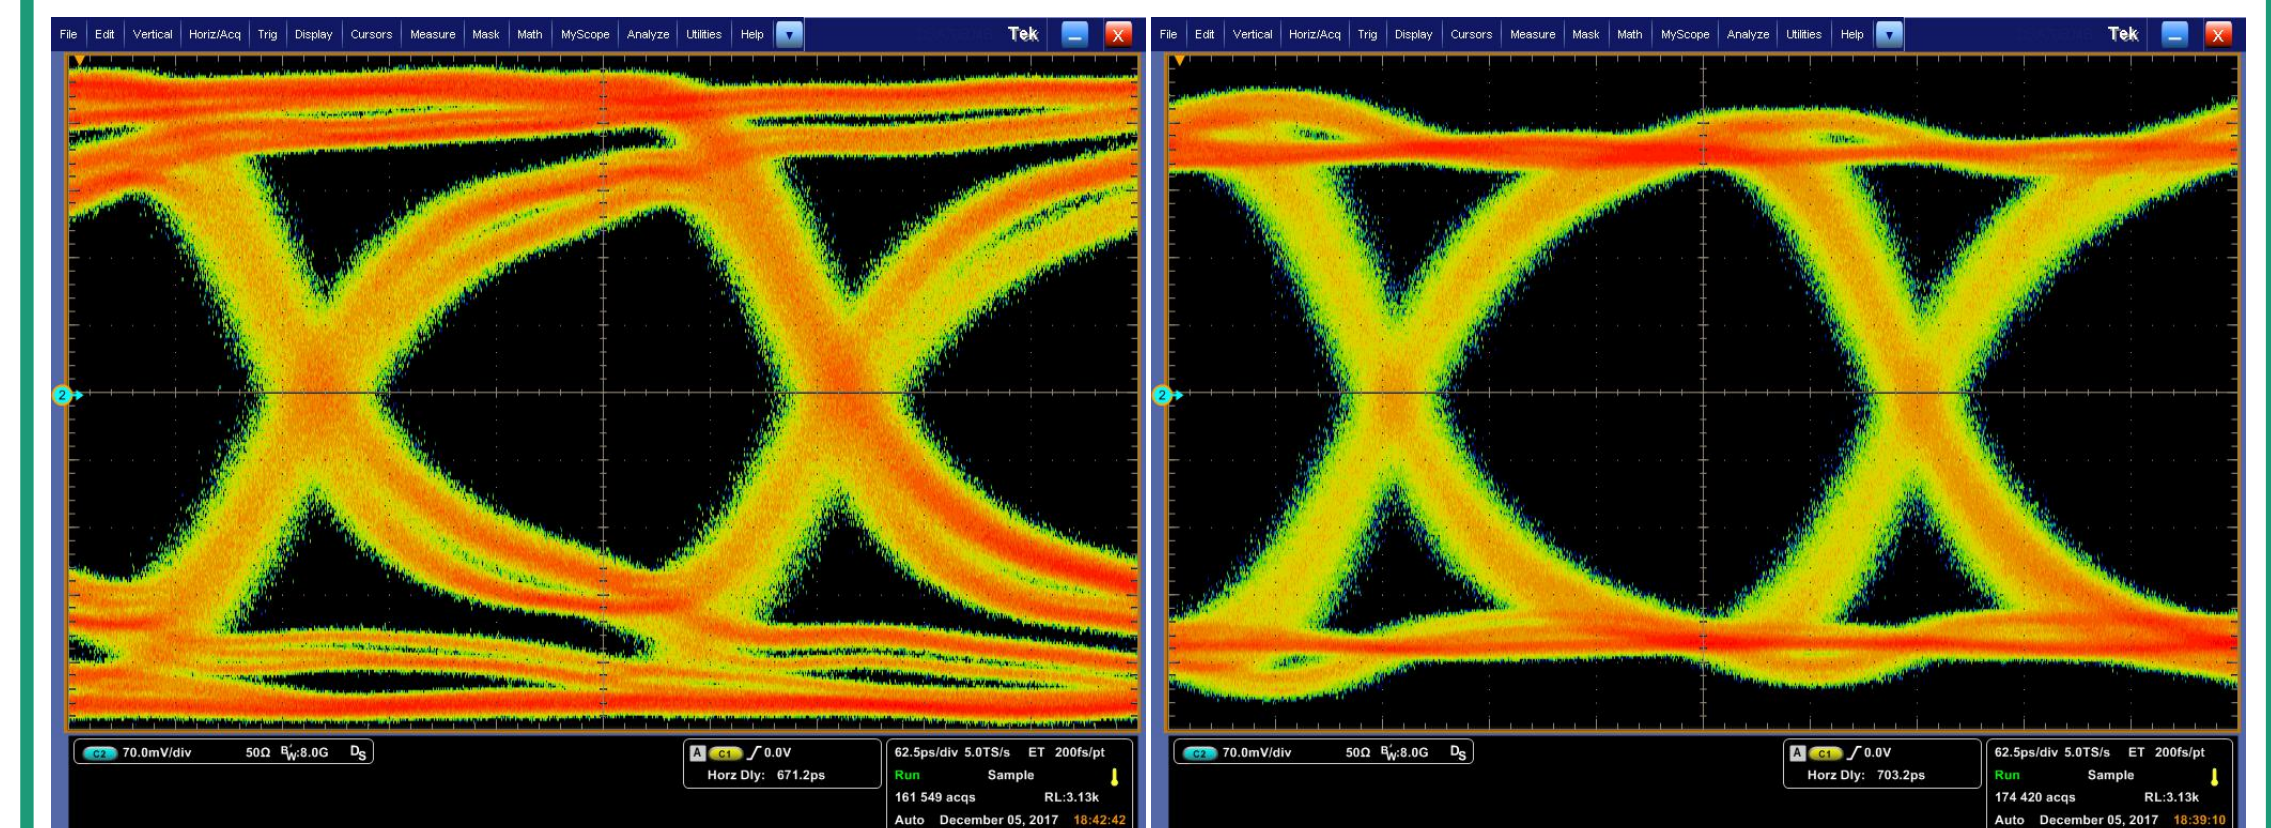 File Edit Vertical Horiz/Acq Trig Display Cursors Measure Mask Math MyScope Analyze Utilities Help Tek X
2
C2 70.0mV/div 50Ω BW:8.0G DS
A C1 0.0V
Horz Dly: 671.2ps
62.5ps/div 5.0TS/s ET 200fs/pt
Run Sample
161 549 acqs RL:3.13k
Auto December 05, 2017 18:42:42
File Edit Vertical Horiz/Acq Trig Display Cursors Measure Mask Math MyScope Analyze Utilities Help Tek X
2
C2 70.0mV/div 50Ω BW:8.0G DS
A C1 0.0V
Horz Dly: 703.2ps
62.5ps/div 5.0TS/s ET 200fs/pt
Run Sample
174 420 acqs RL:3.13k
Auto December 05, 2017 18:39:10